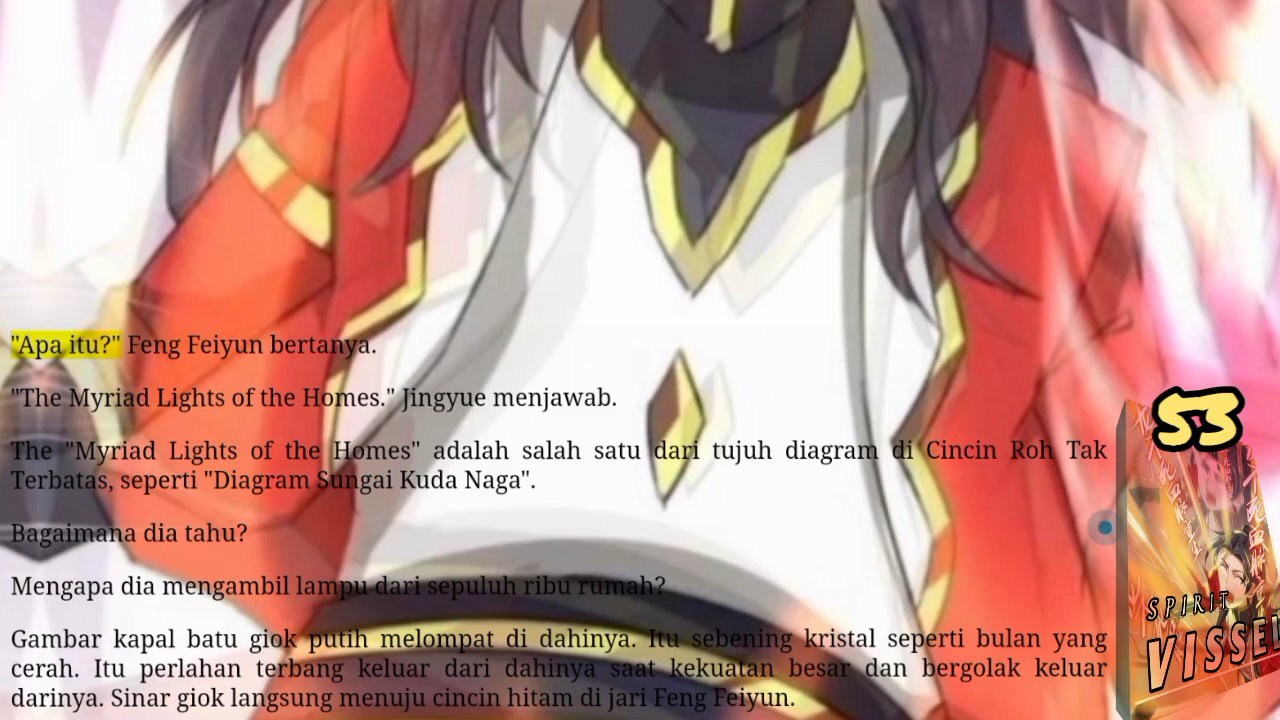 "Apa itu?" Feng Feiyun bertanya.
"The Myriad Lights of the Homes." Jingyue menjawab.
The "Myriad Lights of the Homes" adalah salah satu dari tujuh diagram di Cincin Roh Tak
Terbatas, seperti "Diagram Sungai Kuda Naga".
Bagaimana dia tahu?
Mengapa dia mengambil lampu dari sepuluh ribu rumah?
Gambar kapal batu giok putih melompat di dahinya. Itu sebening kristal seperti bulan yang
cerah. Itu perlahan terbang keluar dari dahinya saat kekuatan besar dan bergolak keluar
darinya. Sinar giok langsung menuju cincin hitam di jari Feng Feiyun.
53
SPIRIT
VISSEL